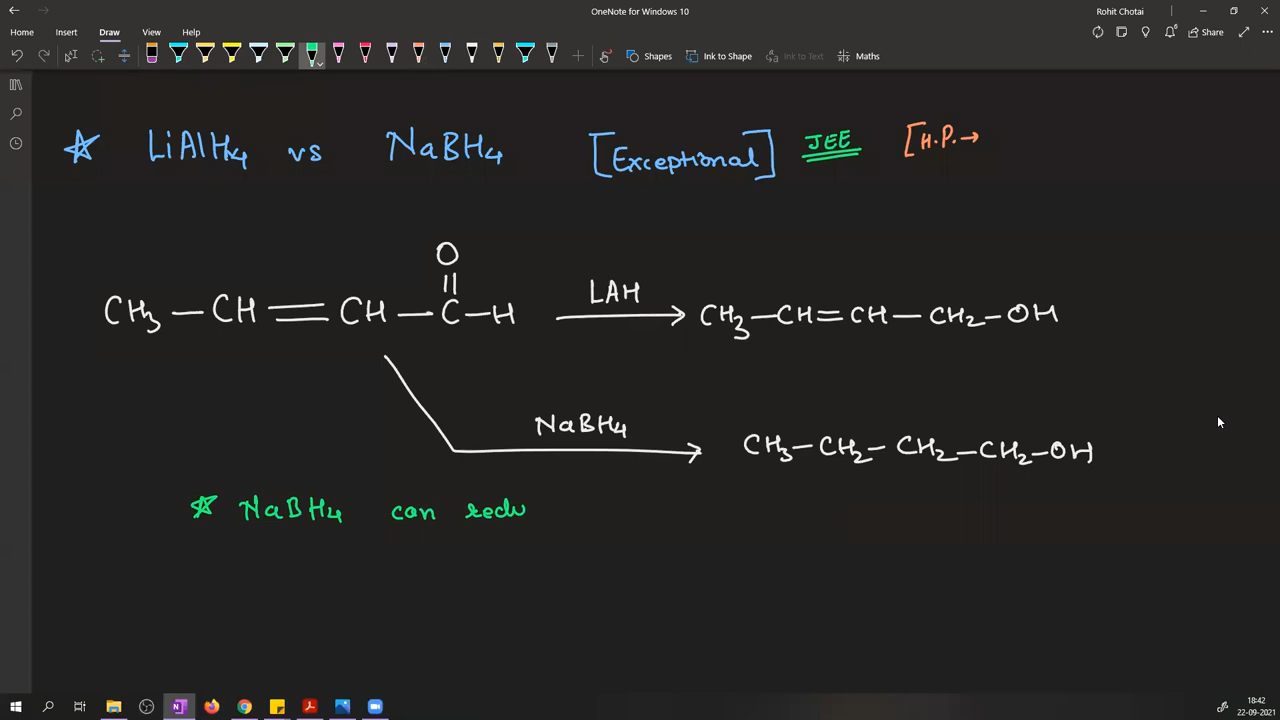 OneNote for Windows 10
Rohit Chotai
Home Insert Draw View Help
Share
Shapes Ink to Shape Ink to Text Maths
☆ LiAlH4 vs NaBH4 [Exceptional] JEE [H.P.→
O
CH3—CH=CH—C—H LAH CH3—CH=CH—CH2—OH
NaBH4
CH3—CH2—CH2—CH2—OH
☆ NaBH4 can redu
18:42
22-09-2021